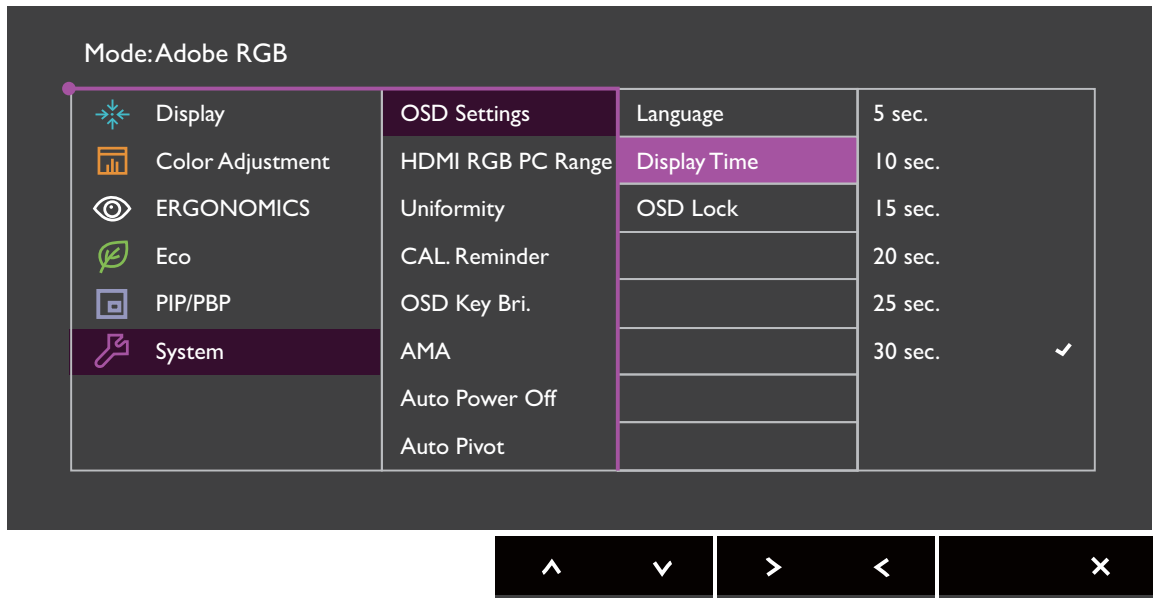 Mode: Adobe RGB
Display
Color Adjustment
ERGONOMICS
Eco
PIP/PBP
System
OSD Settings
HDMI RGB PC Range
Uniformity
CAL. Reminder
OSD Key Bri.
AMA
Auto Power Off
Auto Pivot
Language
Display Time
OSD Lock
5 sec.
10 sec.
15 sec.
20 sec.
25 sec.
30 sec.